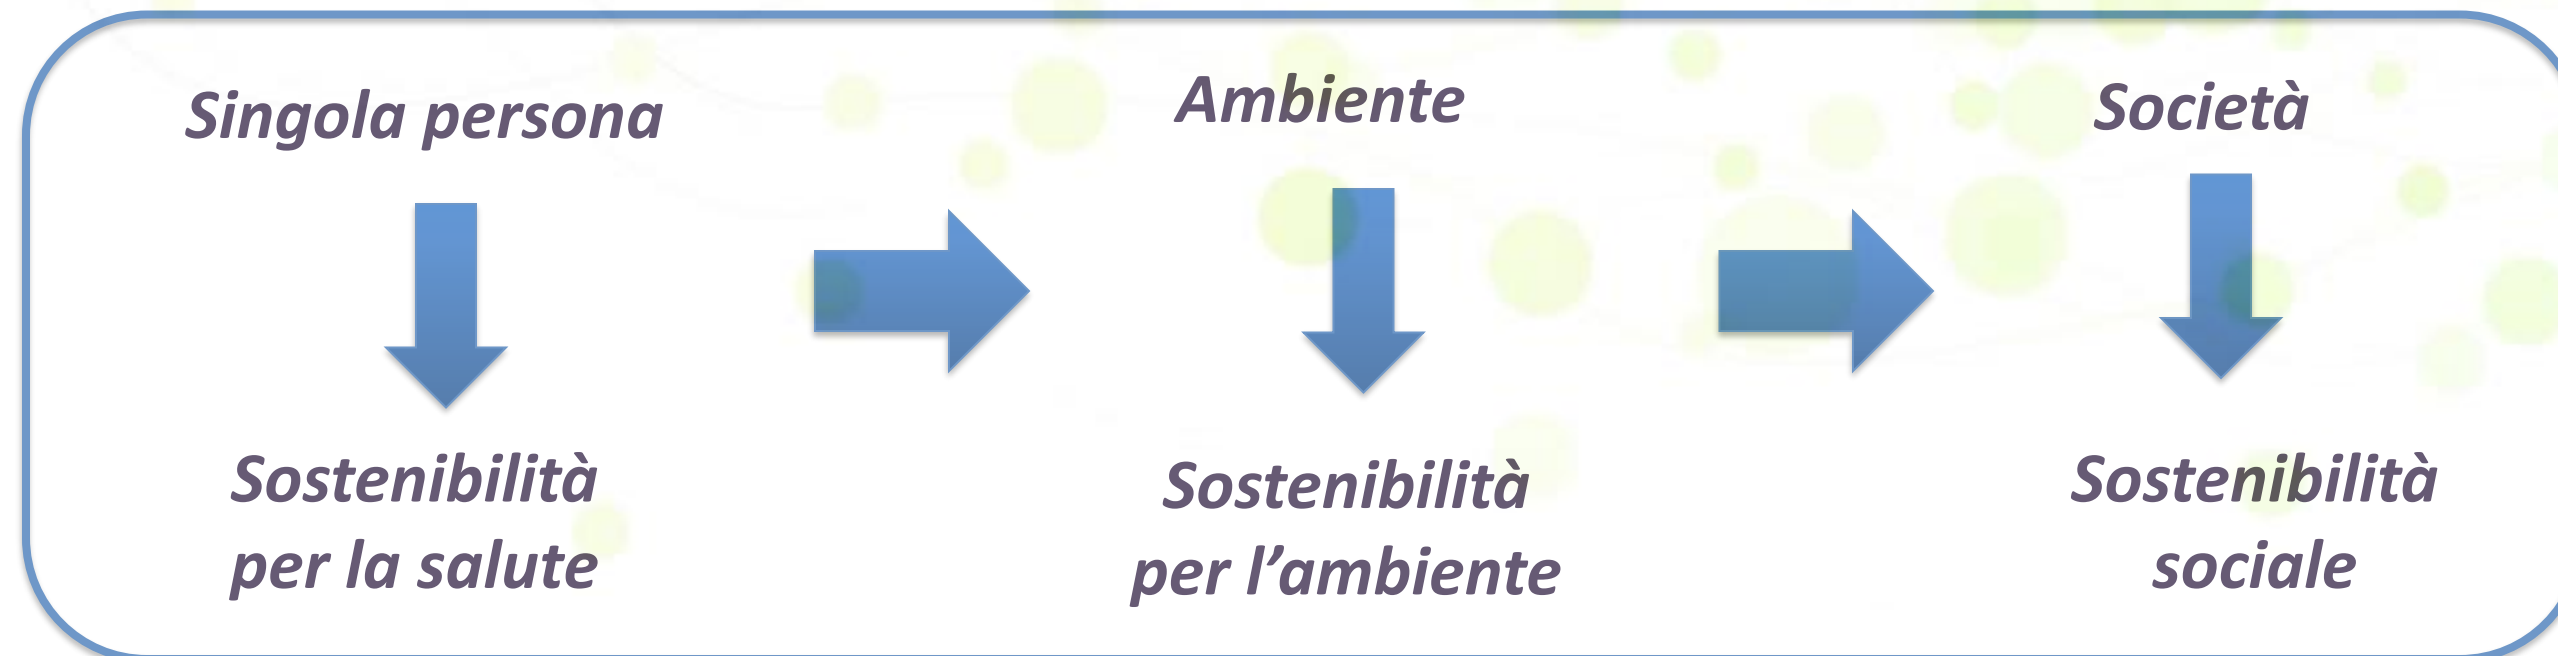 Singola persona
Ambiente
Società
Sostenibilità
per la salute
Sostenibilità
per l’ambiente
Sostenibilità
sociale